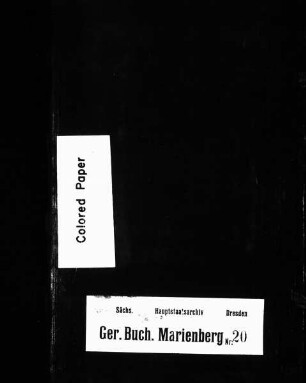 Colored Paper
Sächs. Hauptstaatsarchiv Dresden
Ger. Buch. Marienberg Nr. 20